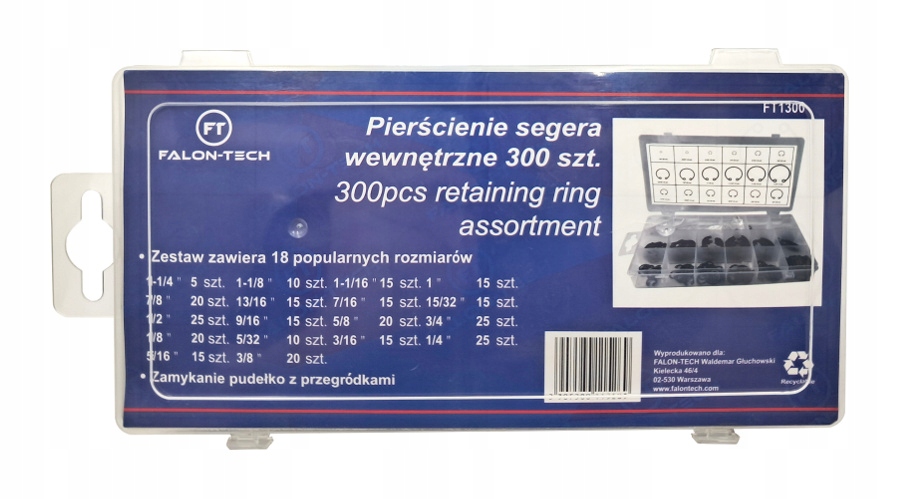 FT1300
FT
FALON-TECH
Pierścienie segera
wewnętrzne 300 szt.
300pcs retaining ring
assortment
• Zestaw zawiera 18 popularnych rozmiarów
1-1/4 " 5 szt. 1-1/8 " 10 szt. 1-1/16 " 15 szt. 1 " 15 szt.
7/8 " 20 szt. 13/16 " 15 szt. 7/16 " 15 szt. 15/32 " 15 szt.
1/2 " 25 szt. 9/16 " 15 szt. 5/8 " 20 szt. 3/4 " 25 szt.
1/8 " 20 szt. 5/32 " 10 szt. 3/16 " 15 szt. 1/4 " 25 szt.
5/16 " 15 szt. 3/8 " 20 szt.
• Zamykanie pudełko z przegródkami
Wyprodukowano dla:
FALON-TECH Waldemar Głuchowski
Kielecka 46/4
02-530 Warszawa
www.falontech.com
Recyclable